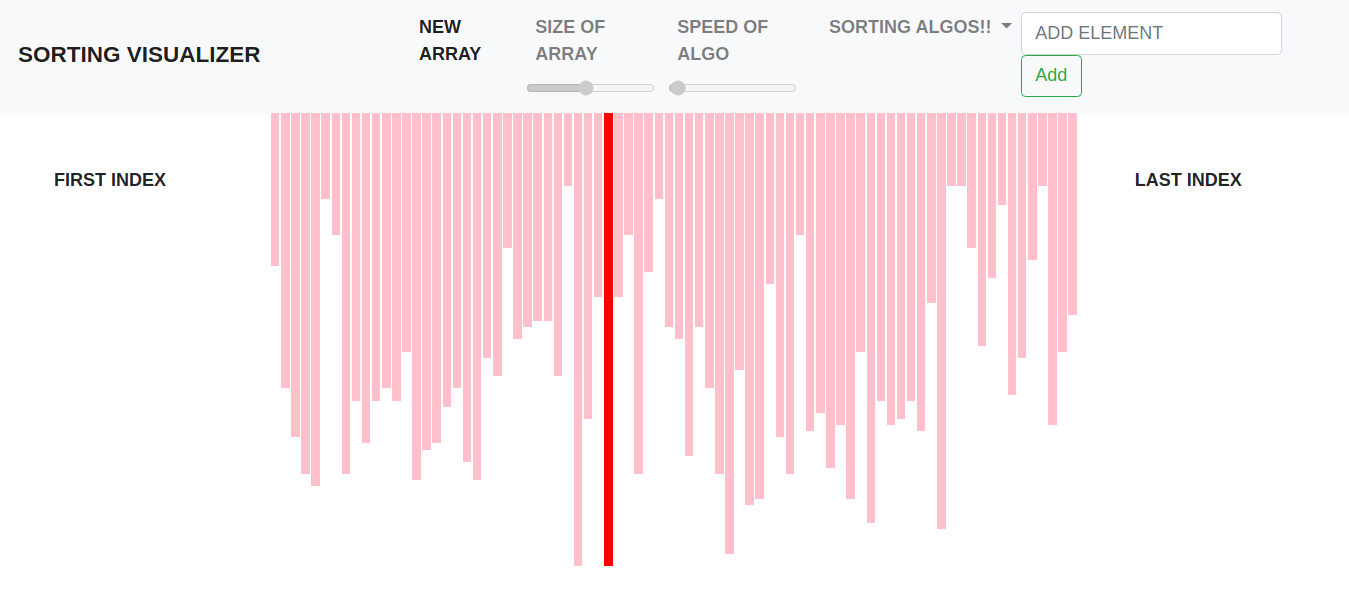 SORTING VISUALIZER
NEW
ARRAY
SIZE OF
ARRAY
SPEED OF
ALGO
SORTING ALGOS!!
ADD ELEMENT
Add
FIRST INDEX
LAST INDEX